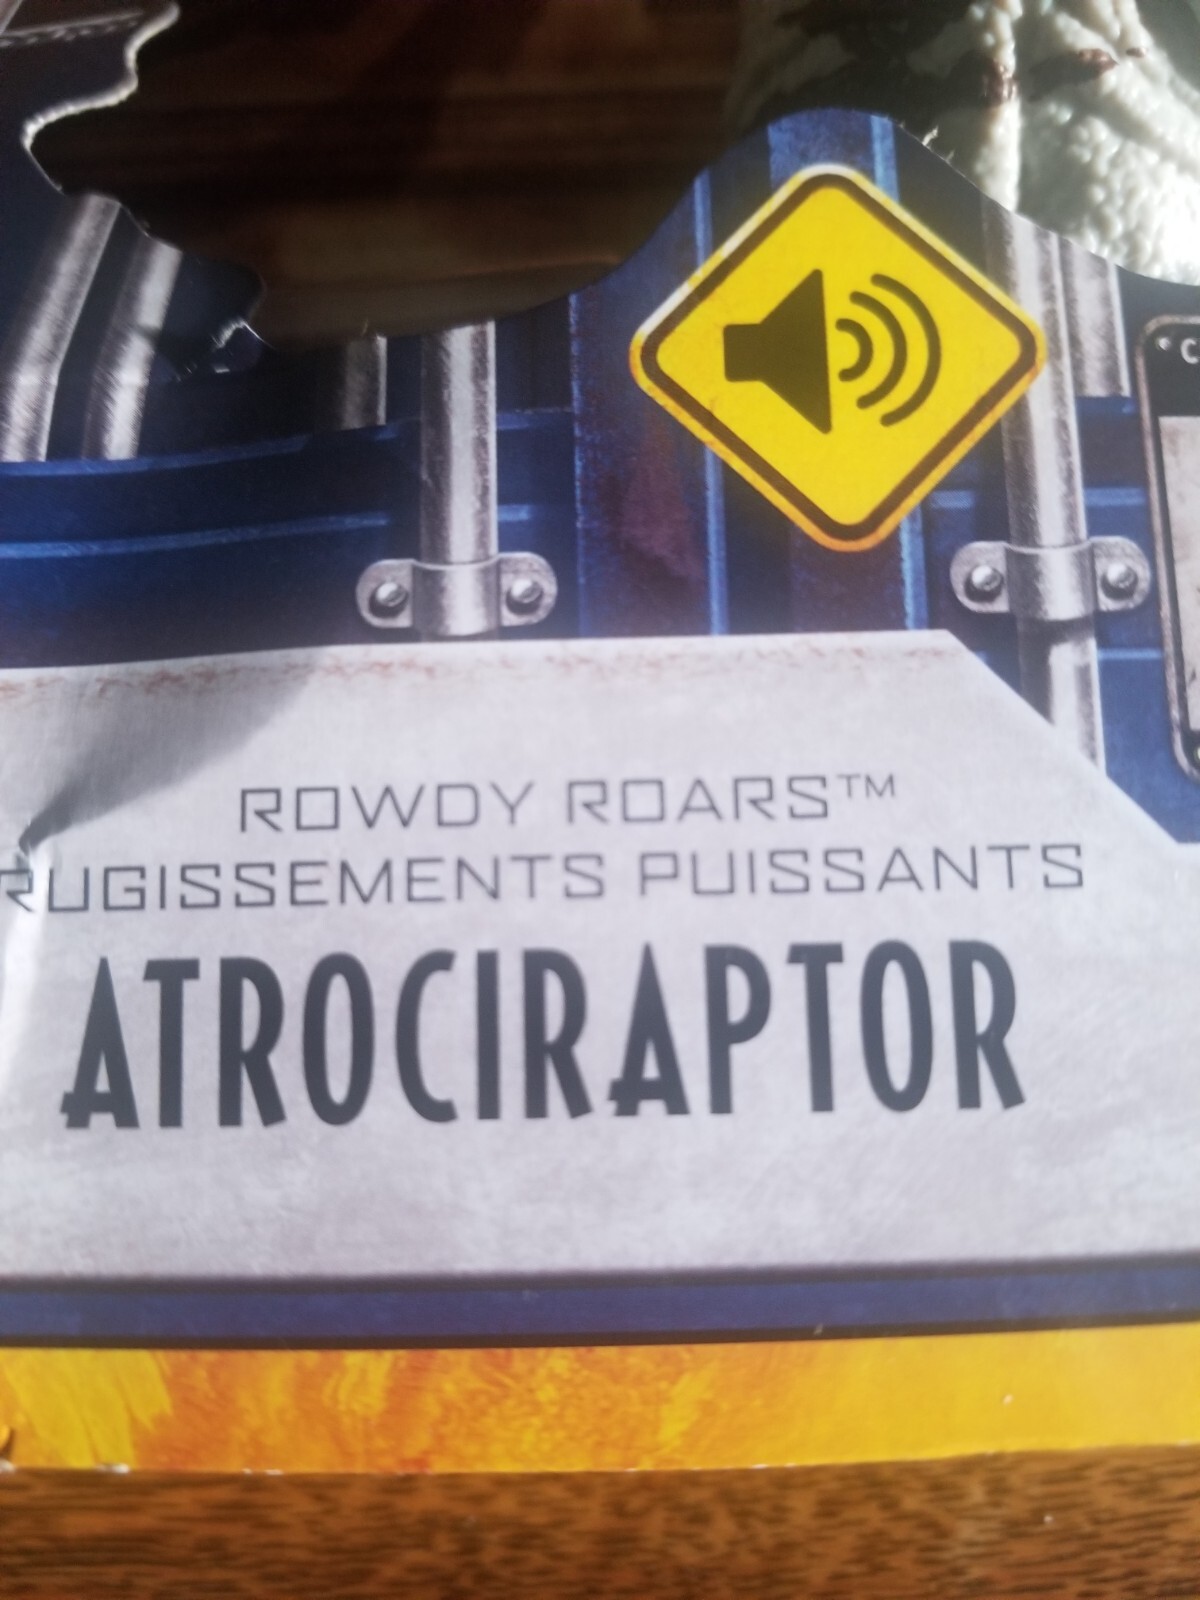 ROWDY ROARS™
RUGISSEMENTS PUISSANTS
ATROCIRAPTOR